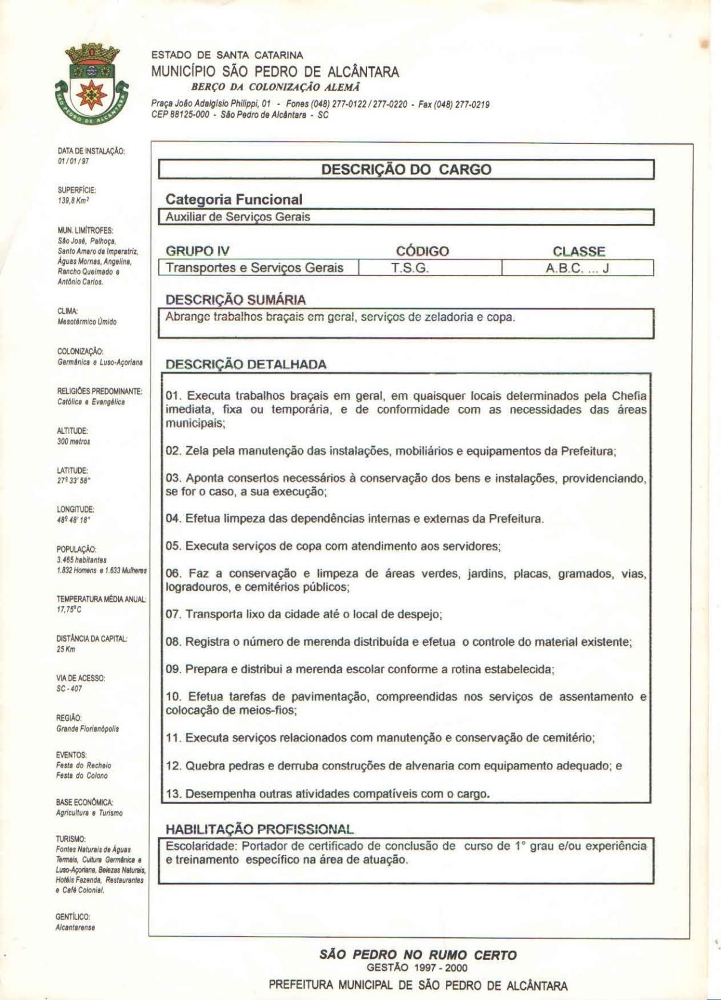 ESTADO DE SANTA CATARINA
MUNICÍPIO SÃO PEDRO DE ALCÂNTARA
BERÇO DA COLONIZAÇÃO ALEMÃ
Praça João Adalgísio Philippi, 01 - Fones (048) 277-0122 / 277-0220 - Fax (048) 277-0219
CEP 88125-000 - São Pedro de Alcântara - SC
SÃO PEDRO DE ALCÂNTARA
DATA DE INSTALAÇÃO:
01 / 01 / 97
SUPERFÍCIE:
139,8 Km²
MUN. LIMÍTROFES:
São José, Palhoça,
Santo Amaro da Imperatriz,
Águas Mornas, Angelina,
Rancho Queimado e
Antônio Carlos.
CLIMA:
Mesotérmico Úmido
COLONIZAÇÃO:
Germânica e Luso-Açoriana
RELIGIÕES PREDOMINANTE:
Católica e Evangélica
ALTITUDE:
300 metros
LATITUDE:
27º 33' 58"
LONGITUDE:
48º 48' 18"
POPULAÇÃO:
3.465 habitantes
1.832 Homens e 1.633 Mulheres
TEMPERATURA MÉDIA ANUAL:
17,75ºC
DISTÂNCIA DA CAPITAL:
25 Km
VIA DE ACESSO:
SC - 407
REGIÃO:
Grande Florianópolis
EVENTOS:
Festa do Recheio
Festa do Colono
BASE ECONÔMICA:
Agricultura e Turismo
TURISMO:
Fontes Naturais de Águas
Termais, Cultura Germânica e
Luso-Açoriana, Belezas Naturais,
Hotéis Fazenda, Restaurantes
e Café Colonial.
GENTÍLICO:
Alcantarense
DESCRIÇÃO DO CARGO
Categoria Funcional
Auxiliar de Serviços Gerais
GRUPO IV CÓDIGO CLASSE
Transportes e Serviços Gerais T.S.G. A.B.C. ... J
DESCRIÇÃO SUMÁRIA
Abrange trabalhos braçais em geral, serviços de zeladoria e copa.
DESCRIÇÃO DETALHADA
01. Executa trabalhos braçais em geral, em quaisquer locais determinados pela Chefia
imediata, fixa ou temporária, e de conformidade com as necessidades das áreas
municipais;
02. Zela pela manutenção das instalações, mobiliários e equipamentos da Prefeitura;
03. Aponta consertos necessários à conservação dos bens e instalações, providenciando,
se for o caso, a sua execução;
04. Efetua limpeza das dependências internas e externas da Prefeitura.
05. Executa serviços de copa com atendimento aos servidores;
06. Faz a conservação e limpeza de áreas verdes, jardins, placas, gramados, vias,
logradouros, e cemitérios públicos;
07. Transporta lixo da cidade até o local de despejo;
08. Registra o número de merenda distribuída e efetua o controle do material existente;
09. Prepara e distribui a merenda escolar conforme a rotina estabelecida;
10. Efetua tarefas de pavimentação, compreendidas nos serviços de assentamento e
colocação de meios-fios;
11. Executa serviços relacionados com manutenção e conservação de cemitério;
12. Quebra pedras e derruba construções de alvenaria com equipamento adequado; e
13. Desempenha outras atividades compatíveis com o cargo.
HABILITAÇÃO PROFISSIONAL
Escolaridade: Portador de certificado de conclusão de curso de 1° grau e/ou experiência
e treinamento específico na área de atuação.
SÃO PEDRO NO RUMO CERTO
GESTÃO 1997 - 2000
PREFEITURA MUNICIPAL DE SÃO PEDRO DE ALCÂNTARA